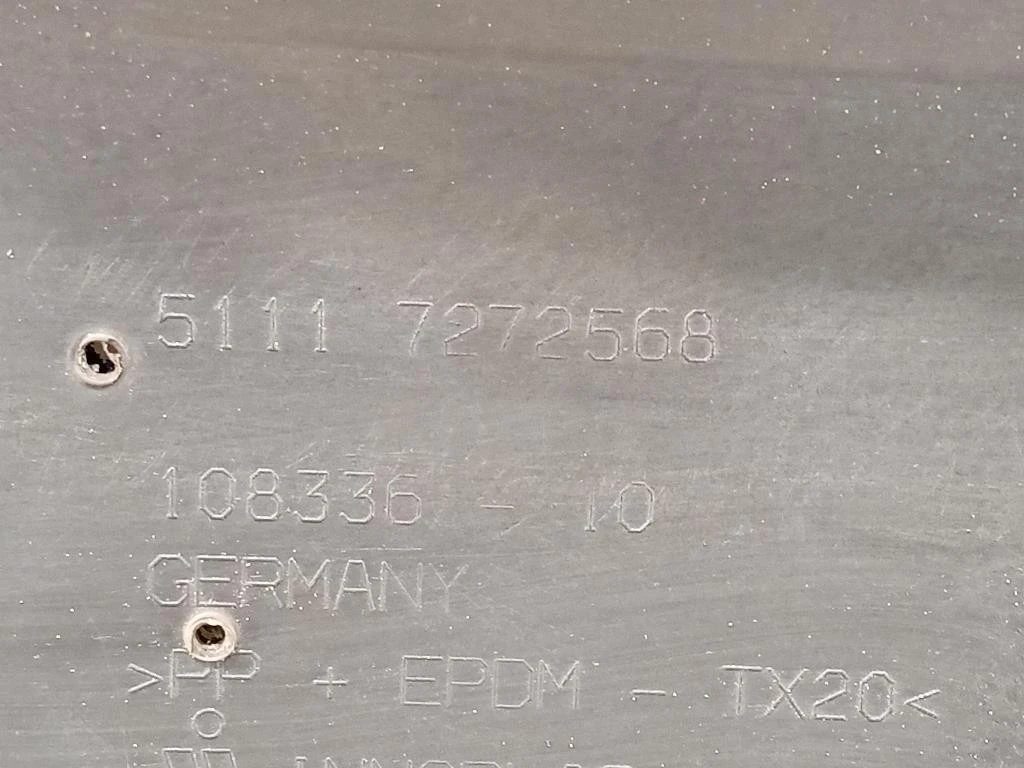 5111 7272568
108336 - 10
GERMANY
>PP + EPDM - TX20<